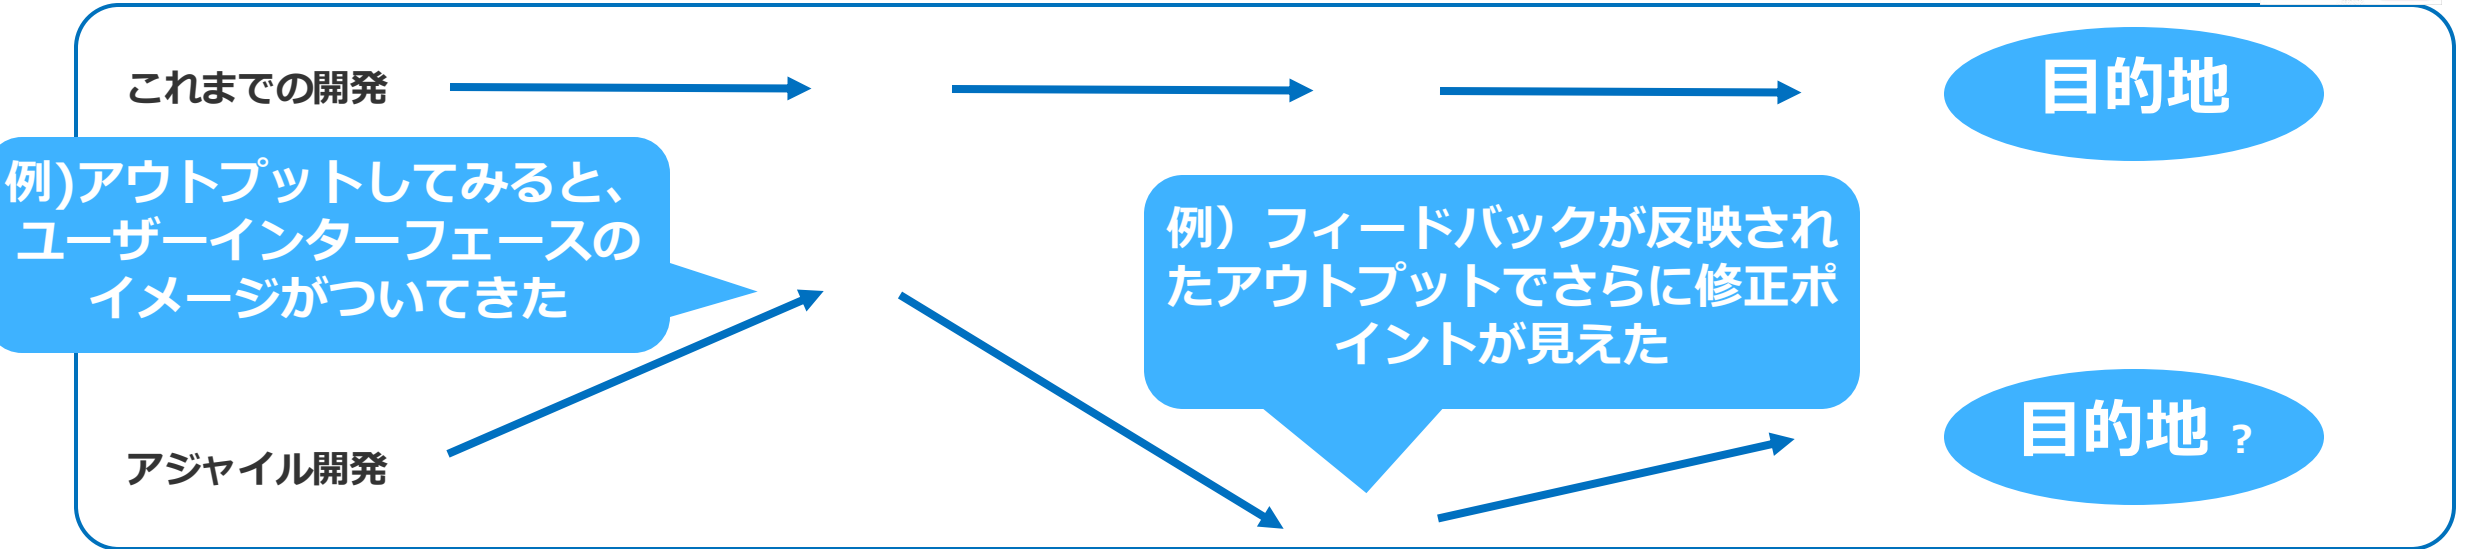 これまでの開発
目的地
例)アウトプットしてみると、
ユーザーインターフェースの
イメージがついてきた
例）フィードバックが反映され
たアウトプットでさらに修正ポ
イントが見えた
アジャイル開発
目的地 ?